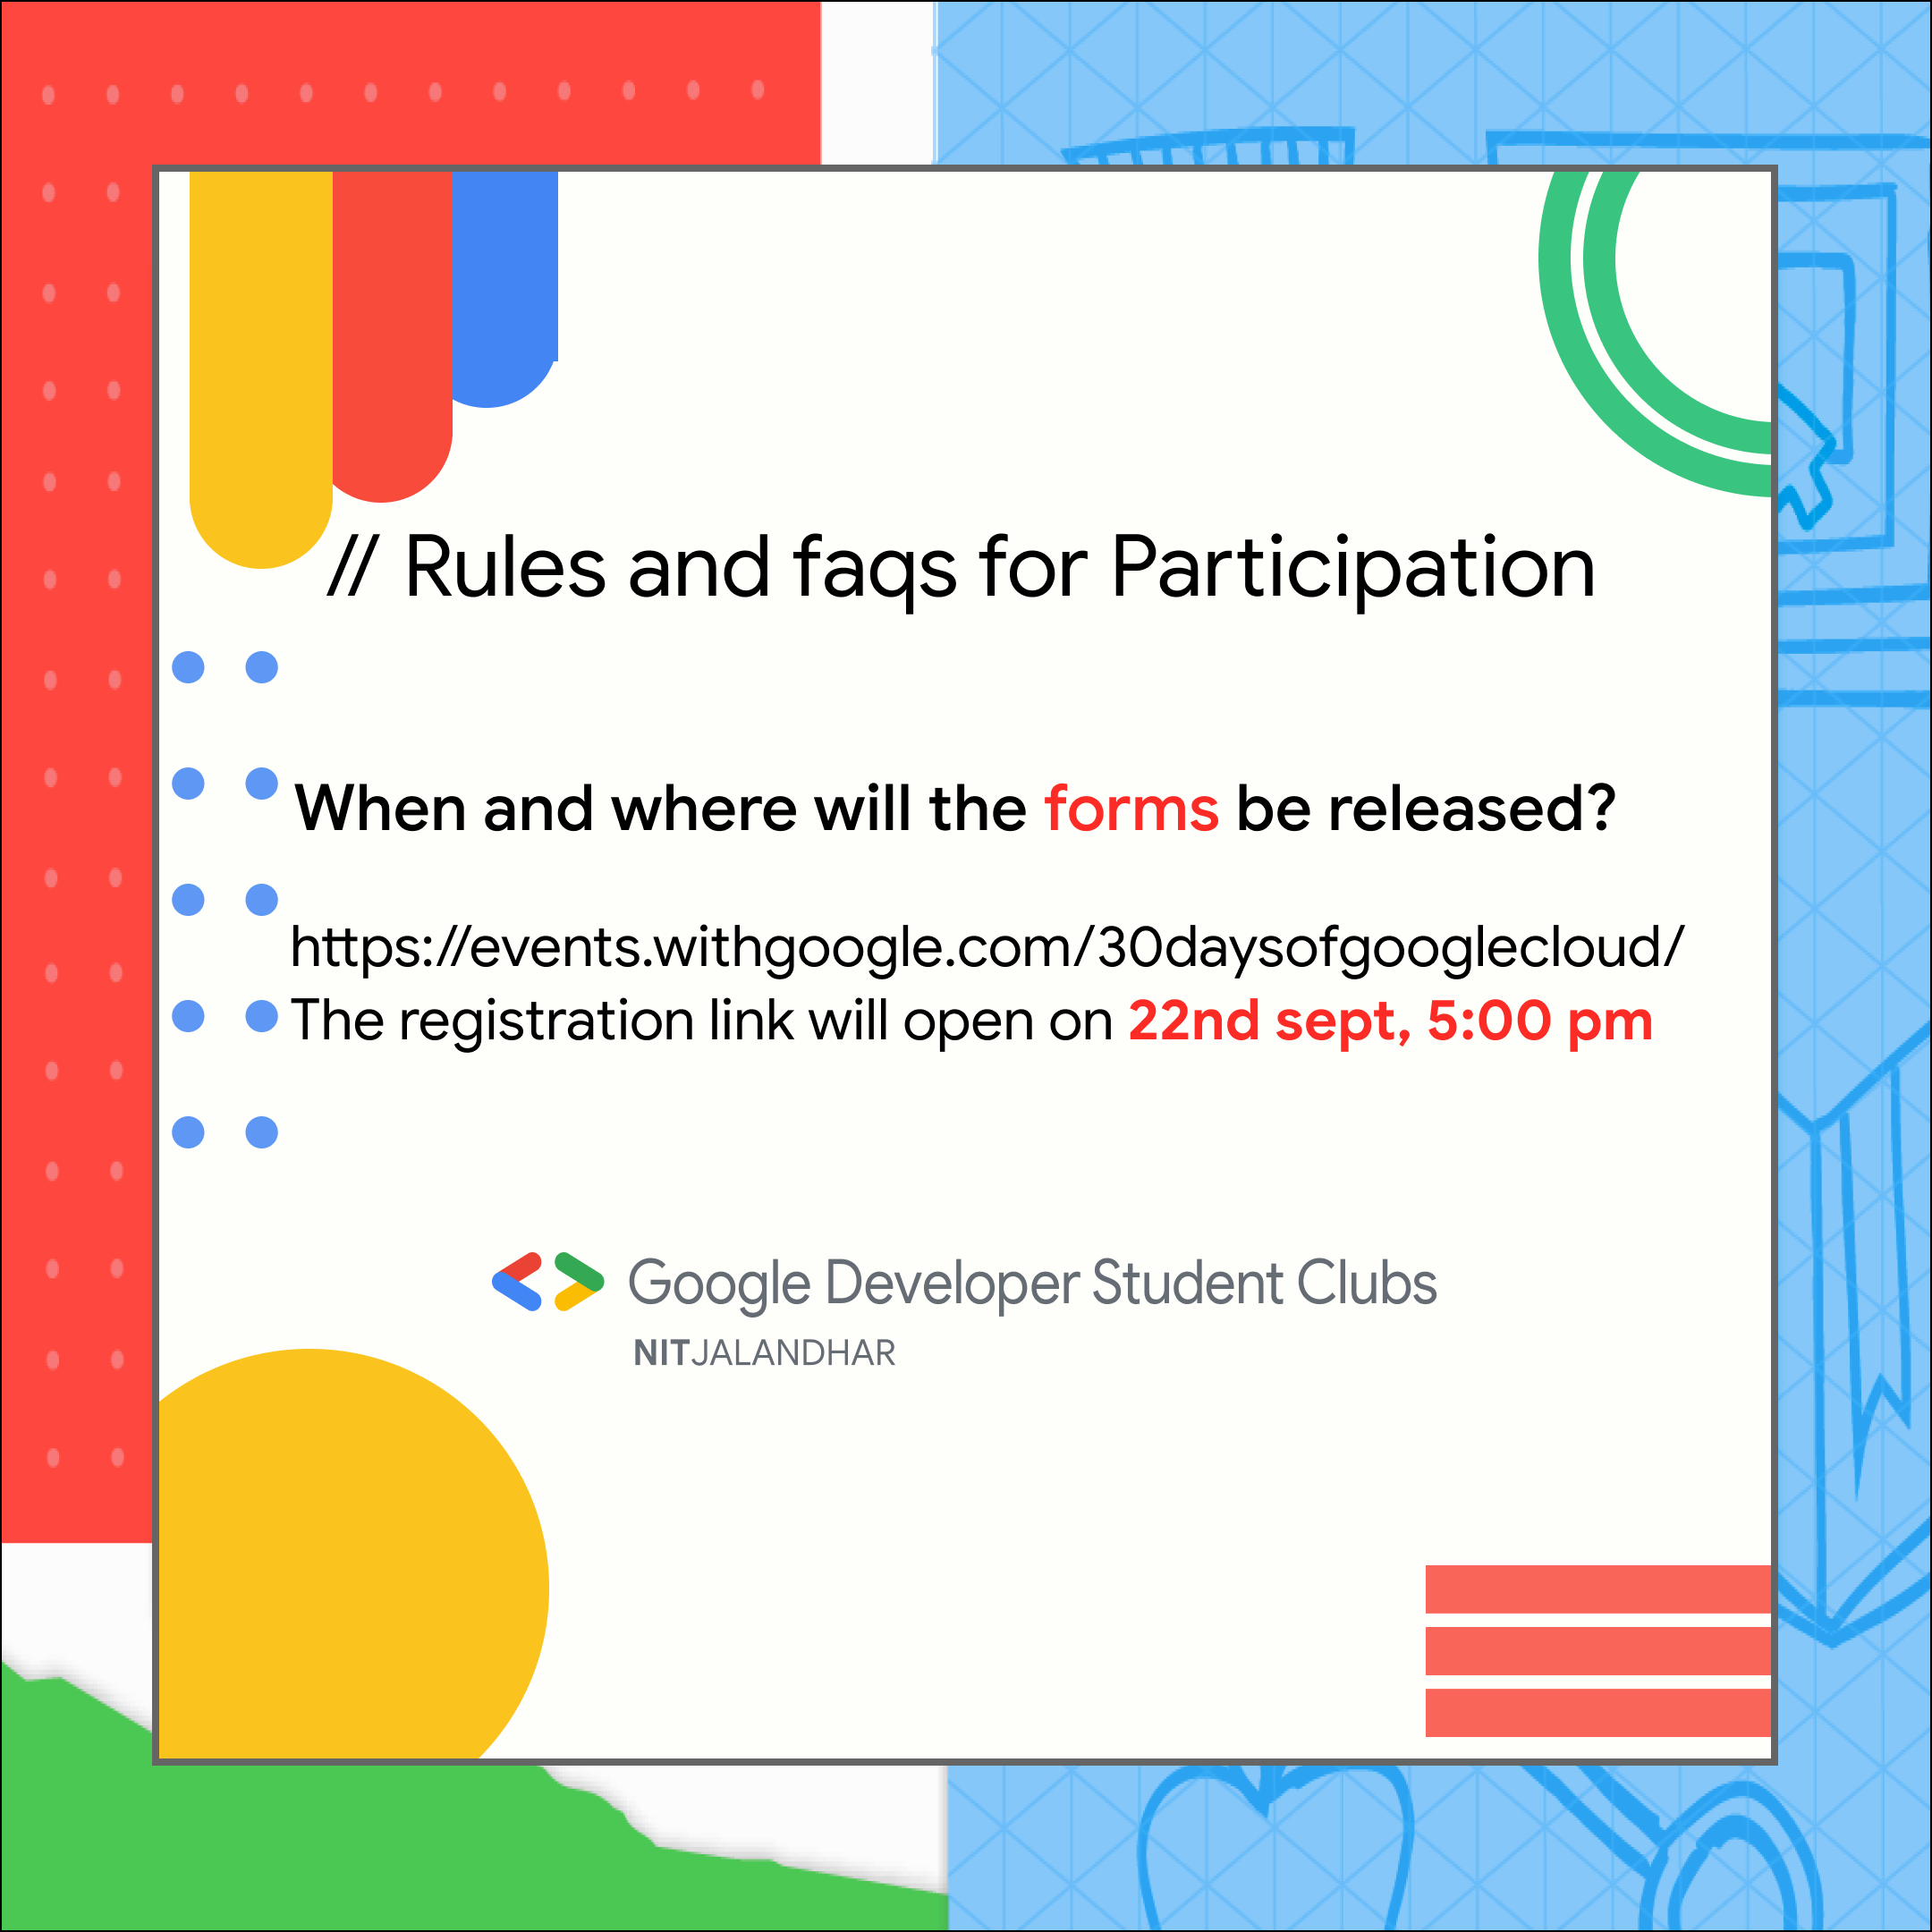 // Rules and faqs for Participation
When and where will the forms be released?
https://events.withgoogle.com/30daysofgooglecloud/
The registration link will open on 22nd sept, 5:00 pm
Google Developer Student Clubs
NITJALANDHAR